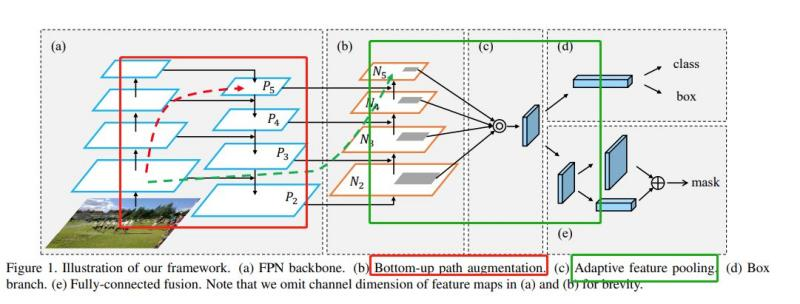 (a)
(b)
(c)
(d)
class
box
P5
P4
P3
P2
N5
N4
N3
N2
mask
(e)
Figure 1. Illustration of our framework. (a) FPN backbone. (b) Bottom-up path augmentation. (c) Adaptive feature pooling. (d) Box
branch. (e) Fully-connected fusion. Note that we omit channel dimension of feature maps in (a) and (b) for brevity.